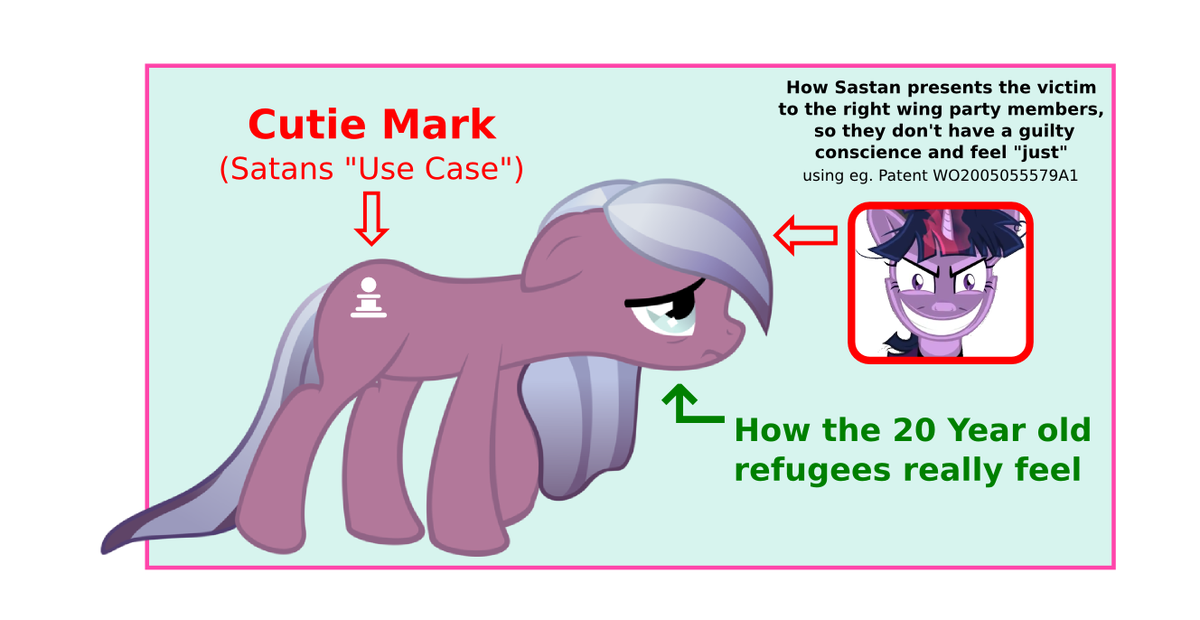 How Sastan presents the victim
to the right wing party members,
so they don't have a guilty
conscience and feel "just"
using eg. Patent WO2005055579A1
Cutie Mark
(Satans "Use Case")
How the 20 Year old
refugees really feel